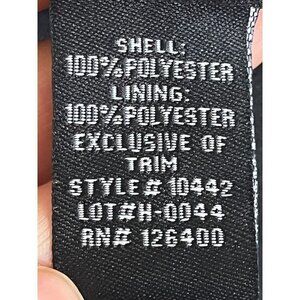 SHELL:
100%POLYESTER
LINING:
100%POLYESTER
EXCLUSIVE OF
TRIM
STYLE# 10442
LOT#H-0044
RN# 126400